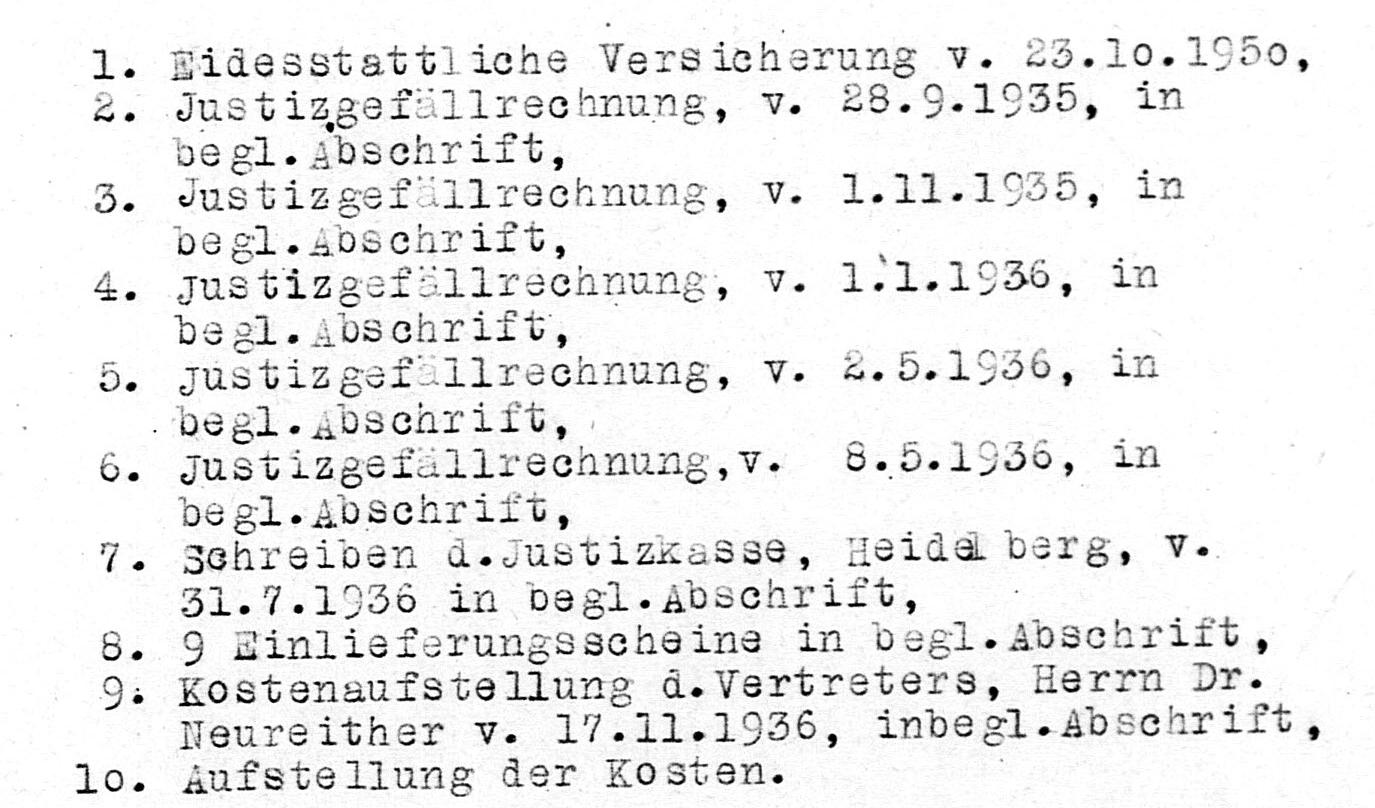 1. Eidesstattliche Versicherung v. 23.lo.195o,
2. Justizgefällrechnung, v. 28.9.1935, in
begl.Abschrift,
3. Justizgefällrechnung, v. 1.11.1935, in
begl.Abschrift,
4. Justizgefällrechnung, v. 1.1.1936, in
begl.Abschrift,
5. Justizgefällrechnung, v. 2.5.1936, in
begl.Abschrift,
6. Justizgefällrechnung,v. 8.5.1936, in
begl.Abschrift,
7. Schreiben d.Justizkasse, Heidelberg, v.
31.7.1936 in begl.Abschrift,
8. 9 Einlieferungsscheine in begl.Abschrift,
9. Kostenaufstellung d.Vertreters, Herrn Dr.
Neureither v. 17.11.1936, inbegl.Abschrift,
lo. Aufstellung der Kosten.